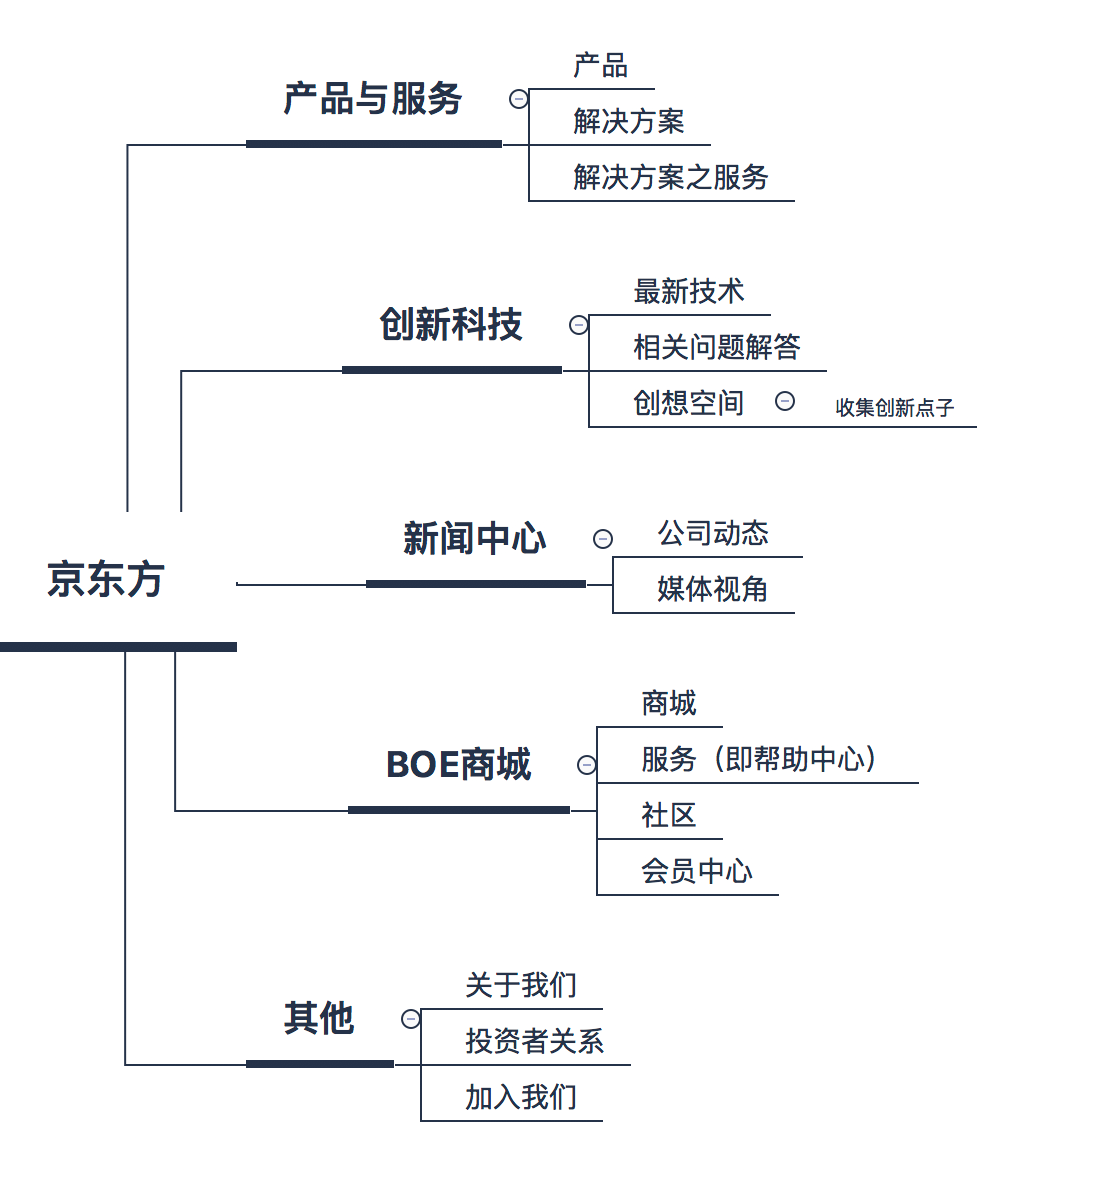 京东方
产品与服务
产品
解决方案
解决方案之服务
创新科技
最新技术
相关问题解答
创想空间
收集创新点子
新闻中心
公司动态
媒体视角
BOE商城
商城
服务（即帮助中心）
社区
会员中心
其他
关于我们
投资者关系
加入我们